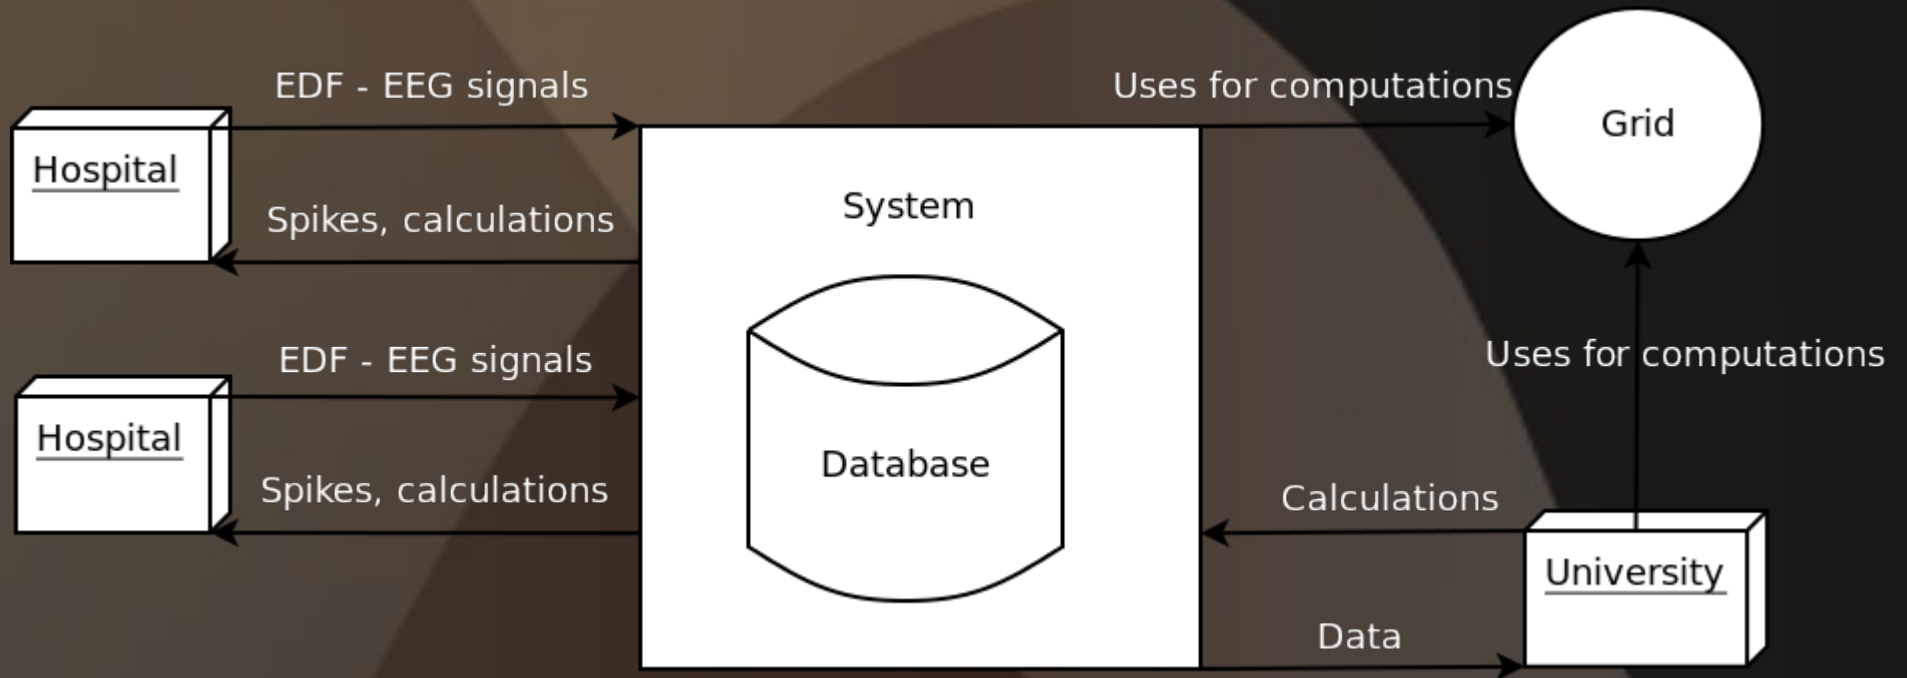 EDF - EEG signals
Uses for computations
Grid
Hospital
Spikes, calculations
System
EDF - EEG signals
Uses for computations
Hospital
Database
Spikes, calculations
Calculations
University
Data